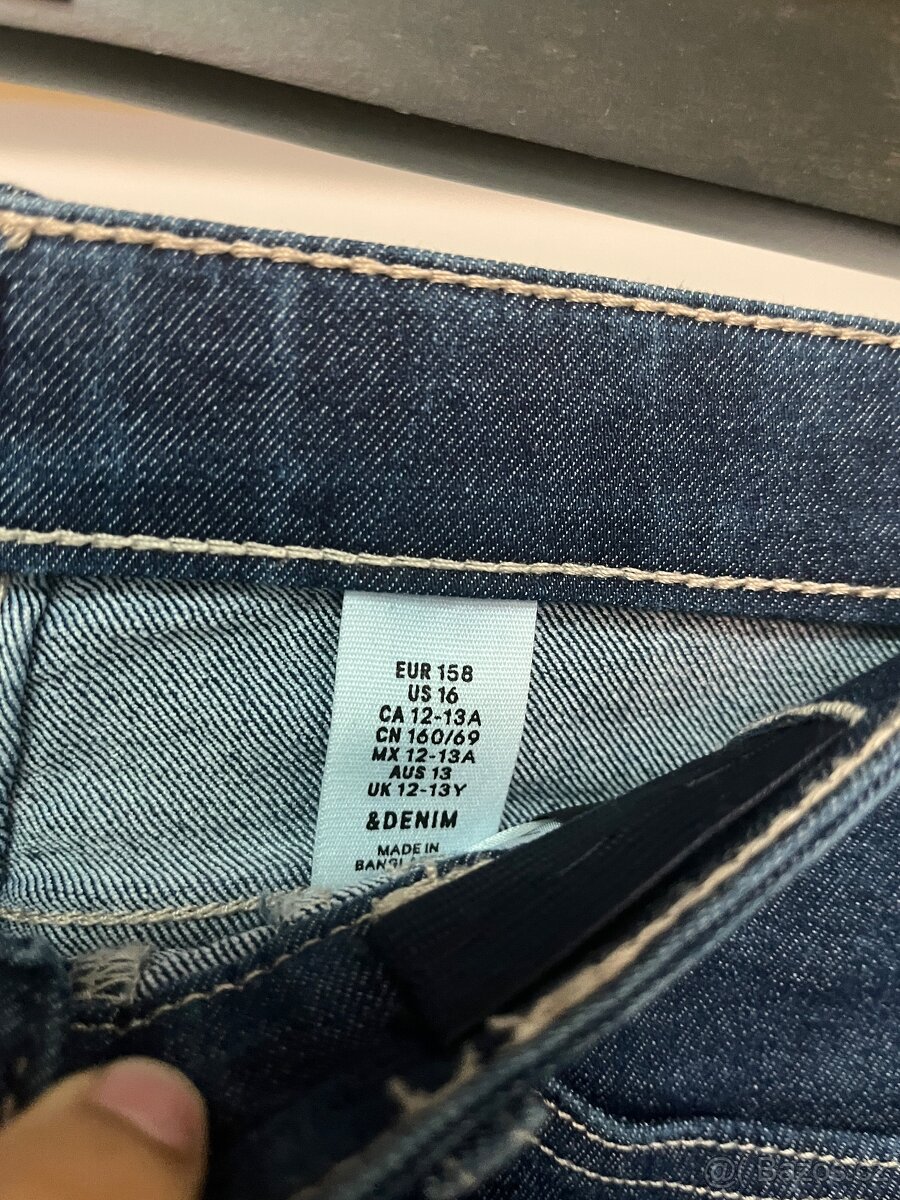 EUR 158
US 16
CA 12-13A
CN 160/69
MX 12-13A
AUS 13
UK 12-13Y
&DENIM
MADE IN